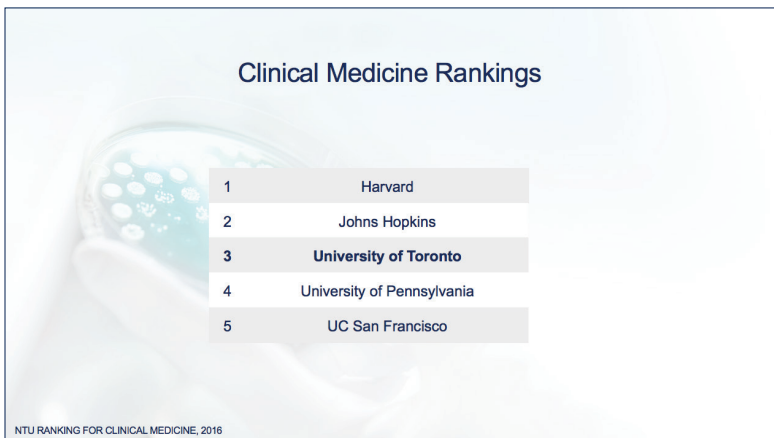 Clinical Medicine Rankings
1 Harvard
2 Johns Hopkins
3 University of Toronto
4 University of Pennsylvania
5 UC San Francisco
NTU RANKING FOR CLINICAL MEDICINE, 2016